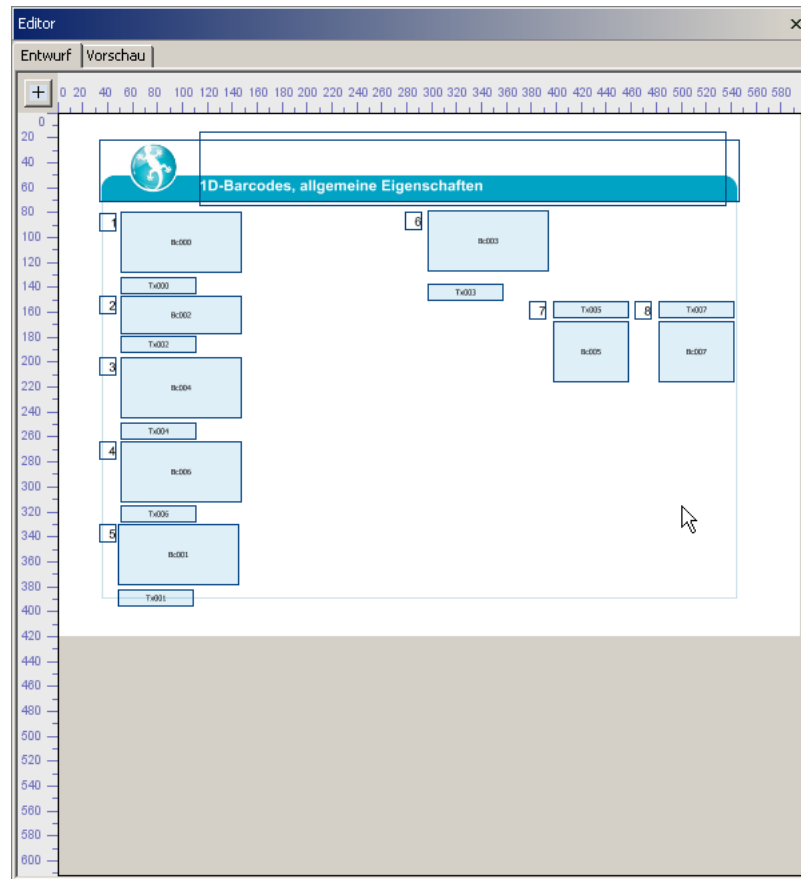 Editor
Entwurf Vorschau
0 20 40 60 80 100 120 140 160 180 200 220 240 260 280 300 320 340 360 380 400 420 440 460 480 500 520 540 560 580
0
20
40
60
1D-Barcodes, allgemeine Eigenschaften
80
1 Bc000
6 Bc003
100
120
140
Tx000
Tx003
160
2 Bc002
7 Tx005
8 Tx007
180
Tx002
Bc005
Bc007
200
3 Bc004
220
240
Tx004
260
4 Bc006
280
300
320
Tx006
340
5 Bc001
360
380
Tx001
400
420
440
460
480
500
520
540
560
580
600